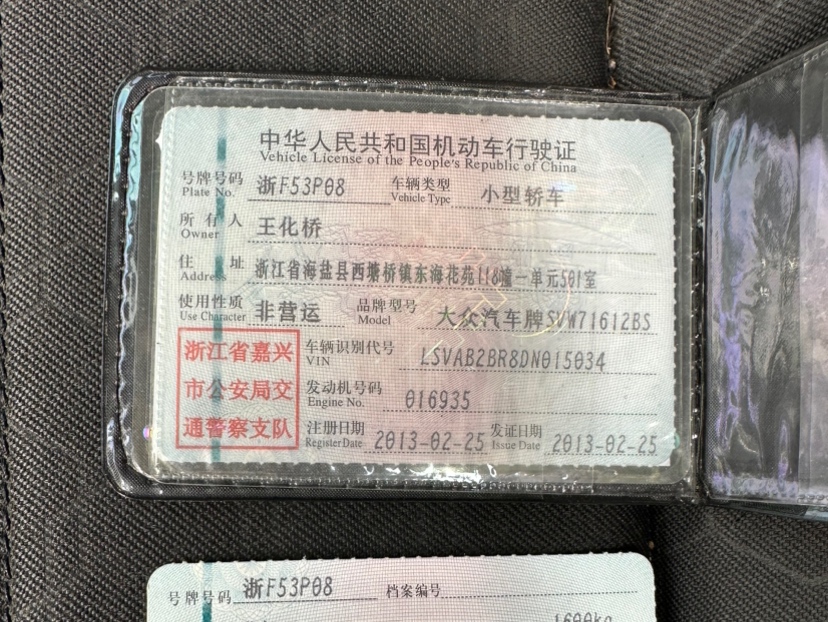 中华人民共和国机动车行驶证
Vehicle License of the People's Republic of China
号牌号码 浙F53P08 车辆类型 小型轿车
Plate No. Vehicle Type
所有人 王化桥
Owner
住址 浙江省海盐县西塘桥镇东海花苑118幢一单元501室
Address
使用性质 非营运 品牌型号 大众汽车牌SVW71612BS
Use Character Model
浙江省嘉兴
市公安局交
通警察支队
车辆识别代号 LSVAB2BR8DN015034
VIN
发动机号码 016935
Engine No.
注册日期 2013-02-25 发证日期 2013-02-25
Register Date Issue Date
号牌号码 浙F53P08 档案编号
1600kg